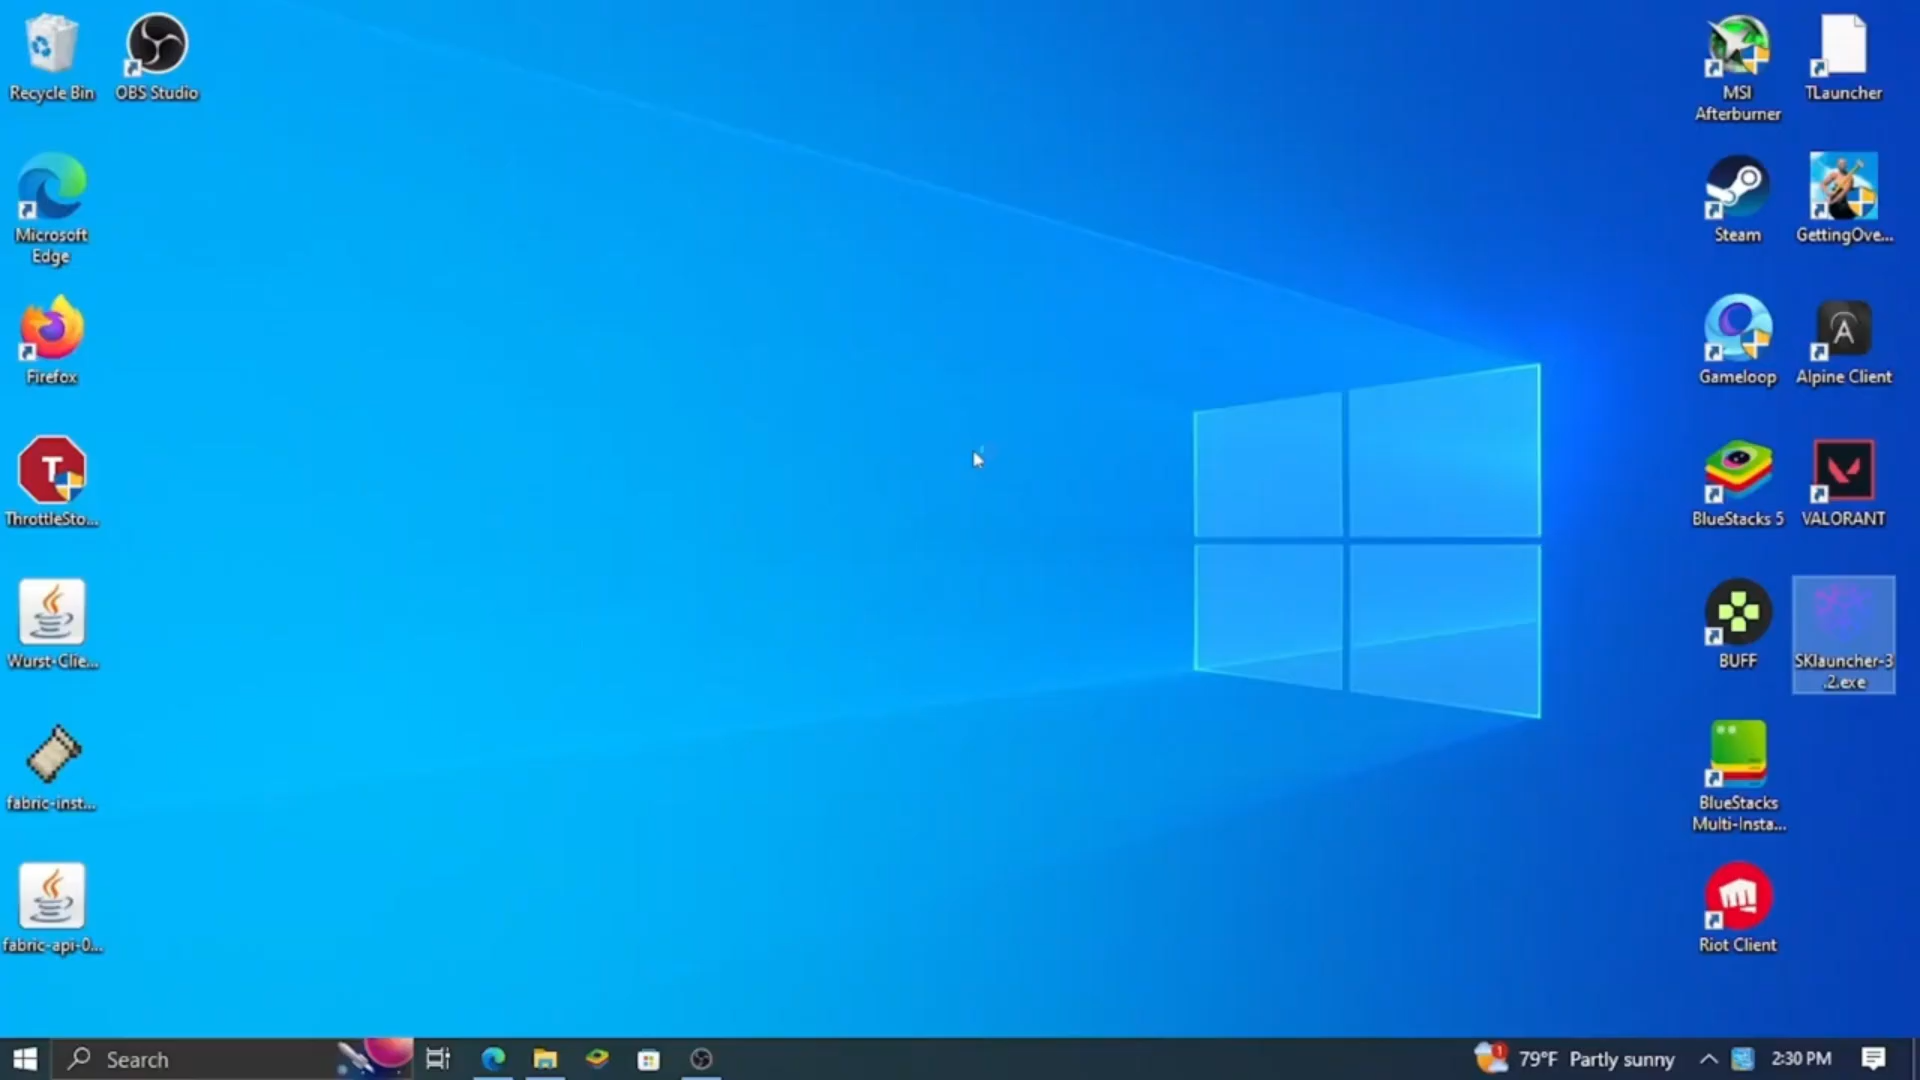 Recycle Bin
OBS Studio
Microsoft
Edge
Firefox
ThrottleSto...
Wurst-Clie...
fabric-inst...
fabric-api-0...
MSI
Afterburner
TLauncher
Steam
GettingOve...
Gameloop
Alpine Client
BlueStacks 5
VALORANT
BUFF
SKlauncher-3
.2.exe
BlueStacks
Multi-Insta...
Riot Client
Search
1
79°F Partly sunny
2:30 PM